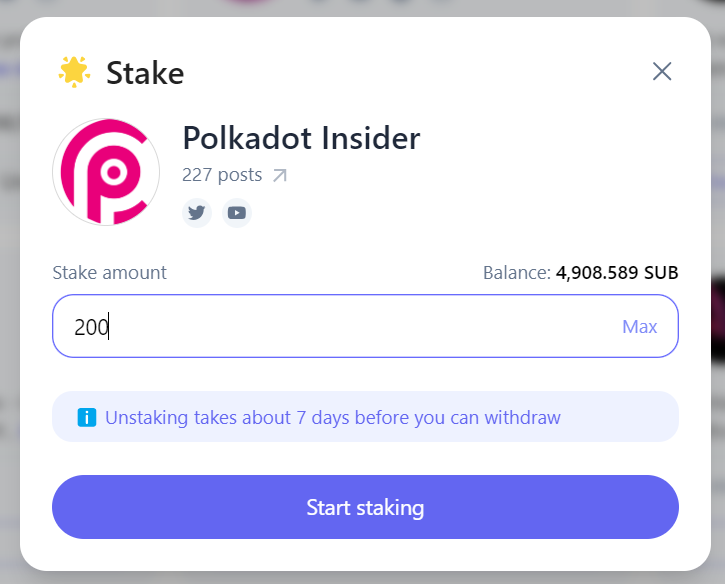 Stake
Polkadot Insider
227 posts
Stake amount
Balance: 4,908.589 SUB
200
Max
Unstaking takes about 7 days before you can withdraw
Start staking